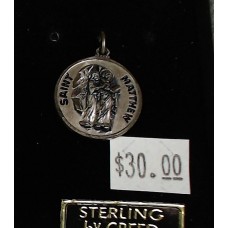 SAINT MATTHEW
$30.00
STERLING
by CREED